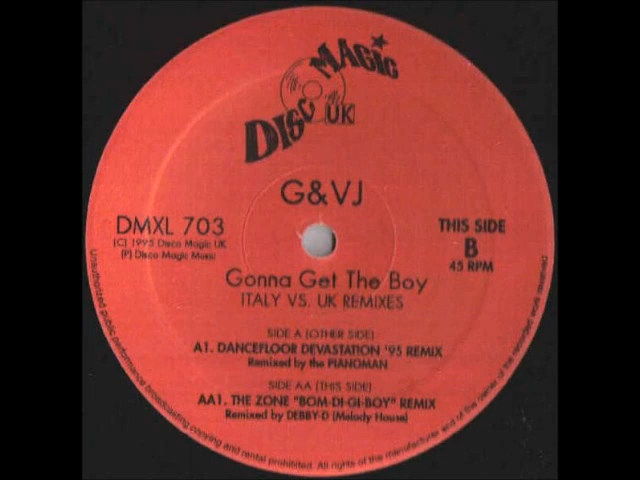 DISCO MAGIC
UK
G&VJ
DMXL 703
(C) 1995 Disco Magic UK
(P) Disco Magic Music
THIS SIDE
B
45 RPM
Gonna Get The Boy
ITALY VS. UK REMIXES
SIDE A (OTHER SIDE)
A1. DANCEFLOOR DEVASTATION '95 REMIX
Remixed by the PIANOMAN
SIDE AA (THIS SIDE)
AA1. THE ZONE "BOM-DI-GI-BOY" REMIX
Remixed by DEBBY-D (Melody House)
Unauthorized public performance broadcasting copying and rental prohibited. All rights of the manufacturer and of the owner of the recorded work reserved